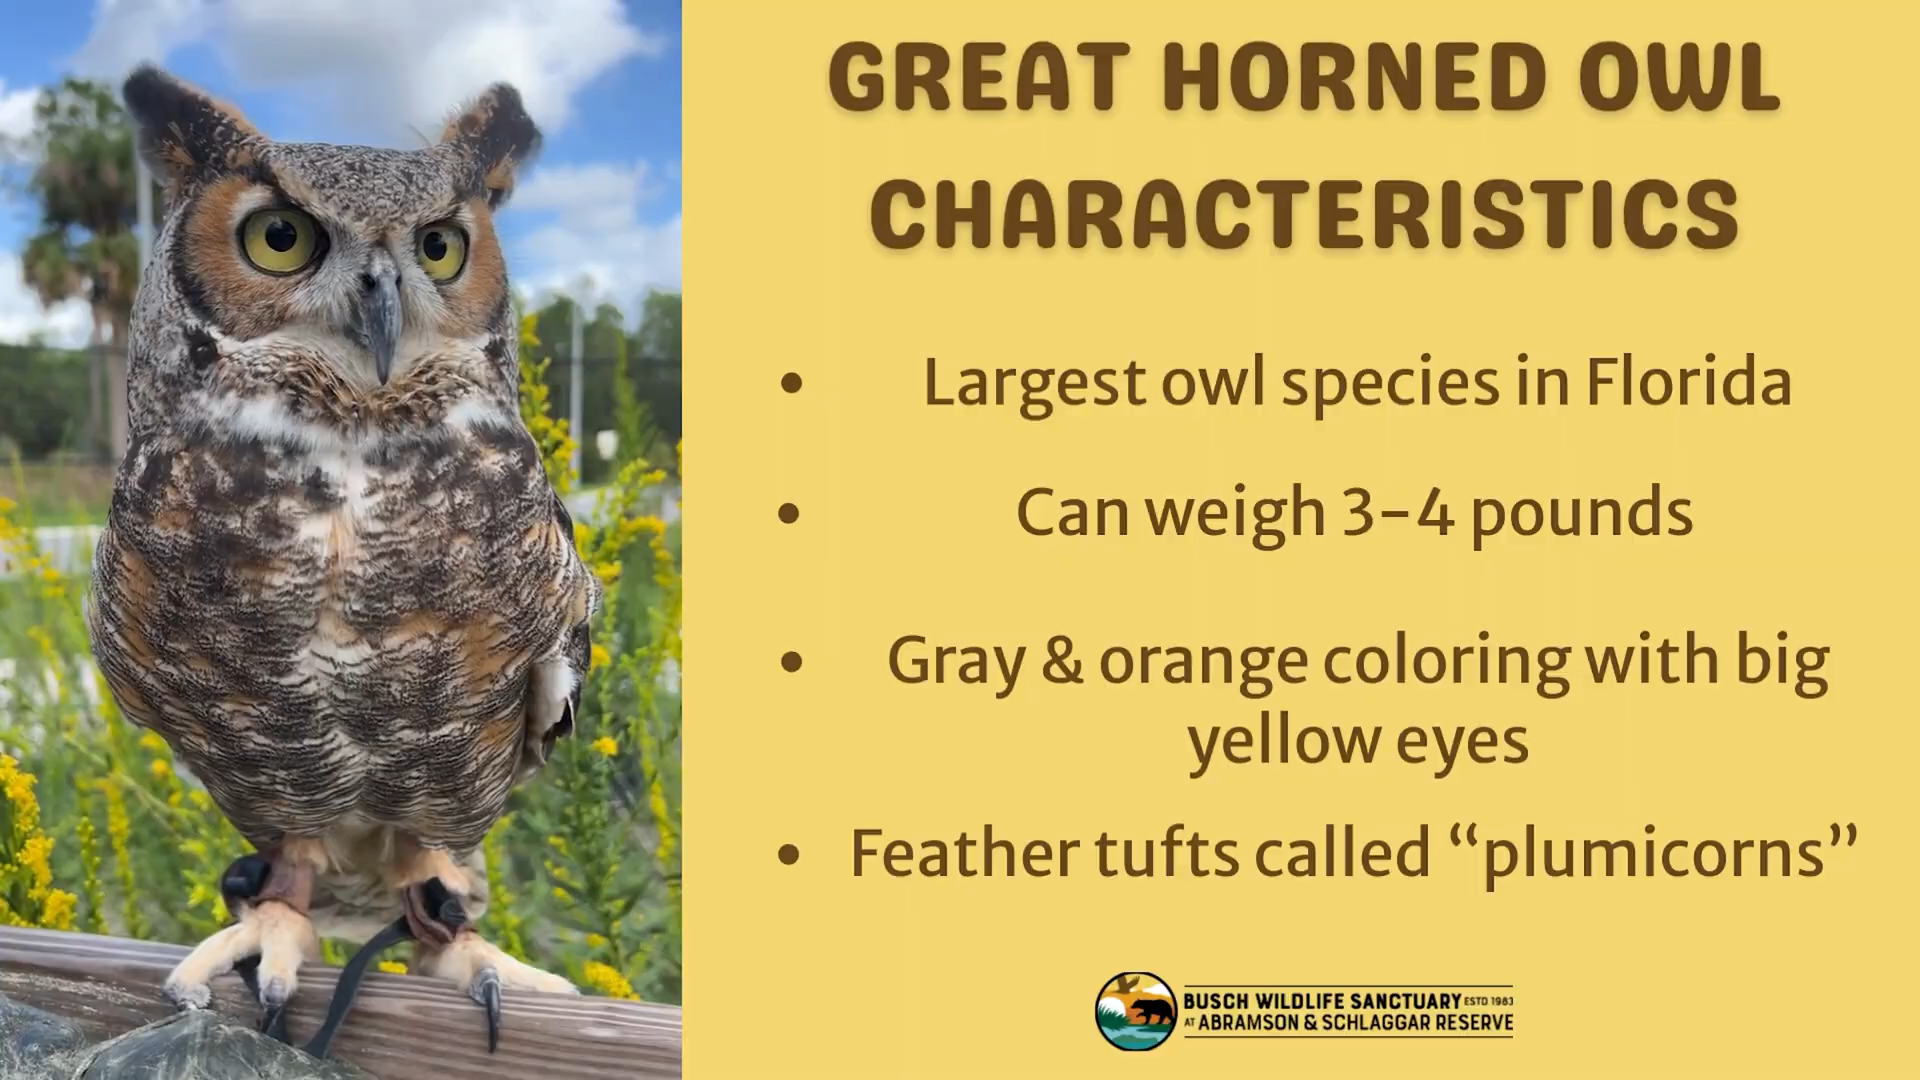 GREAT HORNED OWL
CHARACTERISTICS
• Largest owl species in Florida
• Can weigh 3-4 pounds
• Gray & orange coloring with big
yellow eyes
• Feather tufts called “plumicorns”
BUSCH WILDLIFE SANCTUARY ESTD 1983
AT ABRAMSON & SCHLAGGAR RESERVE